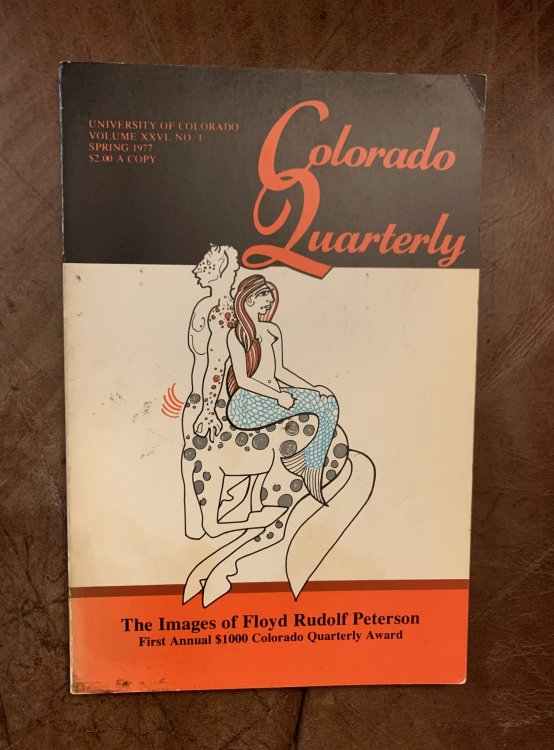 UNIVERSITY OF COLORADO
VOLUME XXVI, NO. 1
SPRING 1977
$2.00 A COPY
Colorado
Quarterly
The Images of Floyd Rudolf Peterson
First Annual $1000 Colorado Quarterly Award